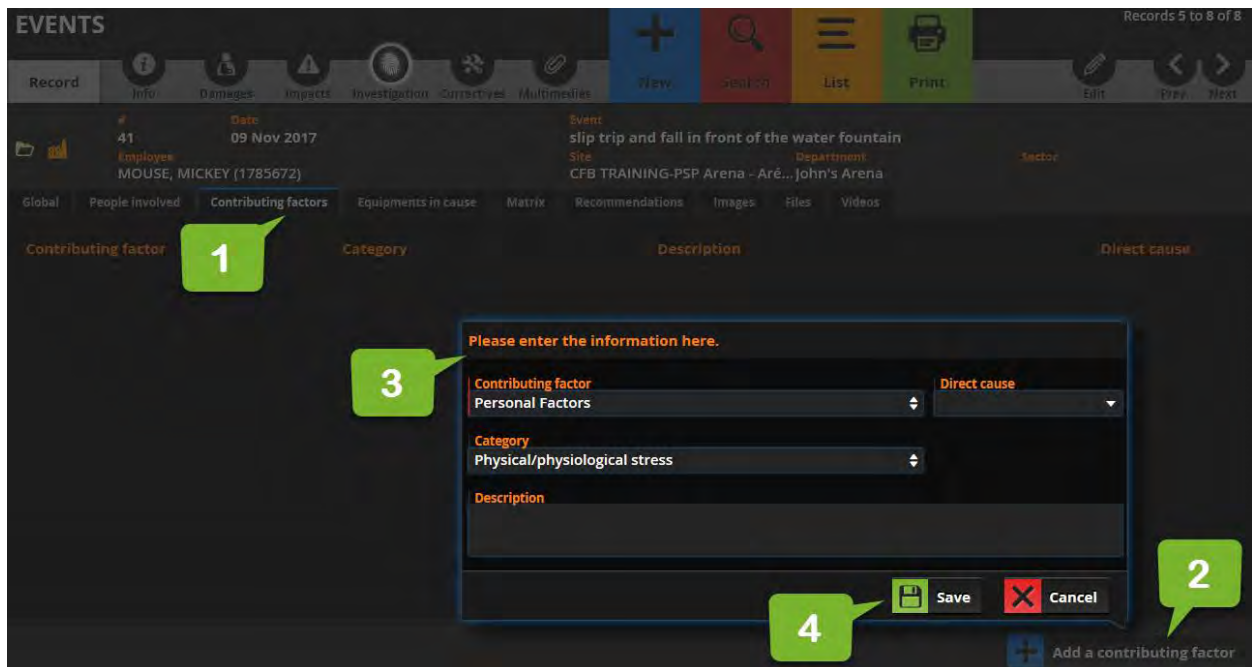 EVENTS
Records 5 to 8 of 8
Record
Info
Damages
Impacts
Investigation
Correctives
Multimedies
New
Search
List
Print
Edit
Prev
Next
# Date Event
41 09 Nov 2017 slip trip and fall in front of the water fountain
Employee Site Department Sector
MOUSE, MICKEY (1785672) CFB TRAINING-PSP Arena - Aré... John's Arena
Global People involved Contributing factors Equipments in cause Matrix Recommendations Images Files Videos
1
Contributing factor Category Description Direct cause
Please enter the information here.
3
Contributing factor Direct cause
Personal Factors
Category
Physical/physiological stress
Description
2
Save Cancel
4
Add a contributing factor